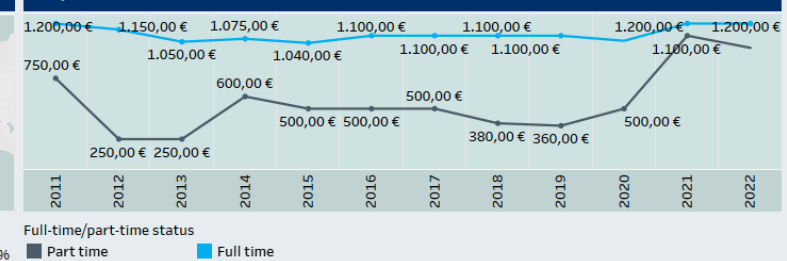 1.200,00 € 1.150,00 € 1.075,00 € 1.100,00 € 1.100,00 € 1.200,00 € 1.200,00 €
1.050,00 € 1.040,00 € 1.100,00 € 1.100,00 € 1.100,00 €
750,00 €
600,00 €
500,00 €
500,00 € 500,00 € 500,00 €
380,00 € 360,00 €
250,00 € 250,00 €
2011 2012 2013 2014 2015 2016 2017 2018 2019 2020 2021 2022
Full-time/part-time status
% Part time Full time